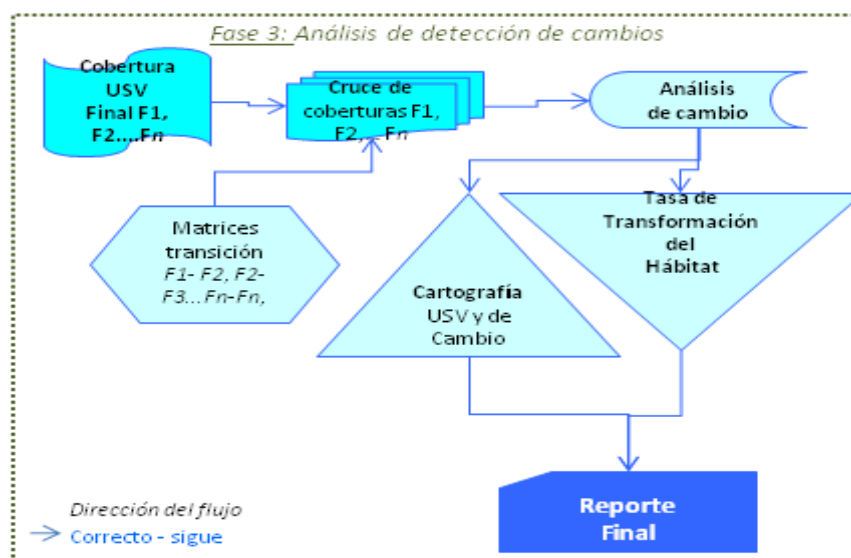 Fase 3: Análisis de detección de cambios
Cobertura
USV
Final F1,
F2....Fn
Cruce de
coberturas F1,
F2,... Fn
Análisis
de cambio
Matrices
transición
F1- F2, F2-
F3...Fn-Fn,
Cartografía
USV y de
Cambio
Tasa de
Transformación
del
Hábitat
Reporte
Final
Dirección del flujo
Correcto - sigue